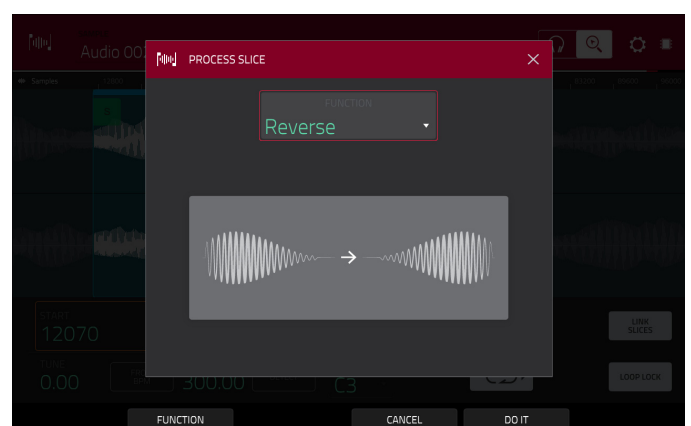 Audio 00
PROCESS SLICE
Samples
FUNCTION
Reverse
START
12070
LINK
SLICES
TUNE
0.00
300.00
C3
LOOP LOCK
FUNCTION
CANCEL
DO IT